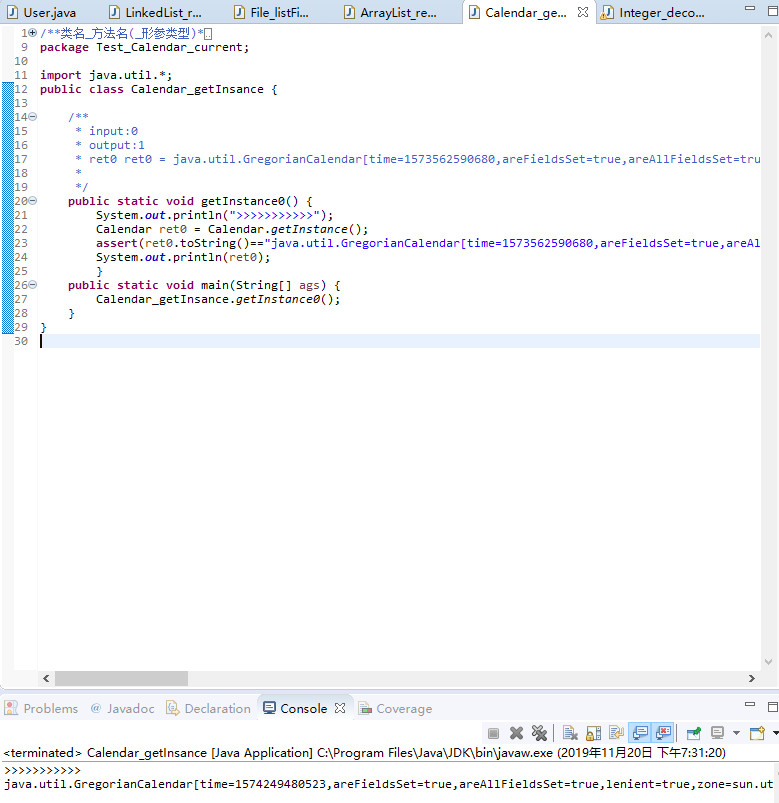 User.java LinkedList_r... File_listFi... ArrayList_re... Calendar_ge... Integer_deco...
1 /**类名_方法名(_形参类型)*
9 package Test_Calendar_current;
10
11 import java.util.*;
12 public class Calendar_getInsance {
13
14 /**
15 * input:0
16 * output:1
17 * ret0 ret0 = java.util.GregorianCalendar[time=1573562590680,areFieldsSet=true,areAllFieldsSet=tru
18 *
19 */
20 public static void getInstance0() {
21 System.out.println(">>>>>>>>>>>");
22 Calendar ret0 = Calendar.getInstance();
23 assert(ret0.toString()=="java.util.GregorianCalendar[time=1573562590680,areFieldsSet=true,areAl
24 System.out.println(ret0);
25 }
26 public static void main(String[] ags) {
27 Calendar_getInsance.getInstance0();
28 }
29 }
30
Problems @ Javadoc Declaration Console Coverage
<terminated> Calendar_getInsance [Java Application] C:\Program Files\Java\JDK\bin\javaw.exe (2019年11月20日 下午7:31:20)
>>>>>>>>>>>
java.util.GregorianCalendar[time=1574249480523,areFieldsSet=true,areAllFieldsSet=true,lenient=true,zone=sun.ut